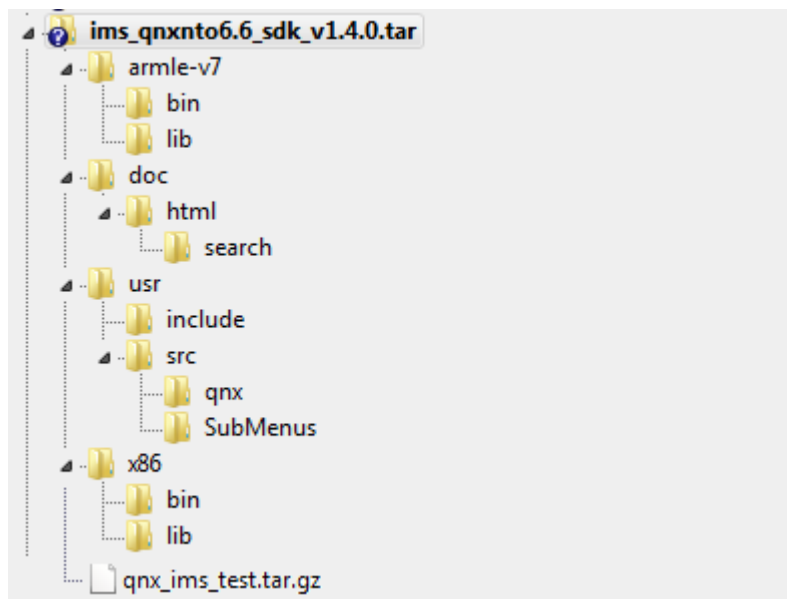 ims_qnxnto6.6_sdk_v1.4.0.tar
armle-v7
bin
lib
doc
html
search
usr
include
src
qnx
SubMenus
x86
bin
lib
qnx_ims_test.tar.gz